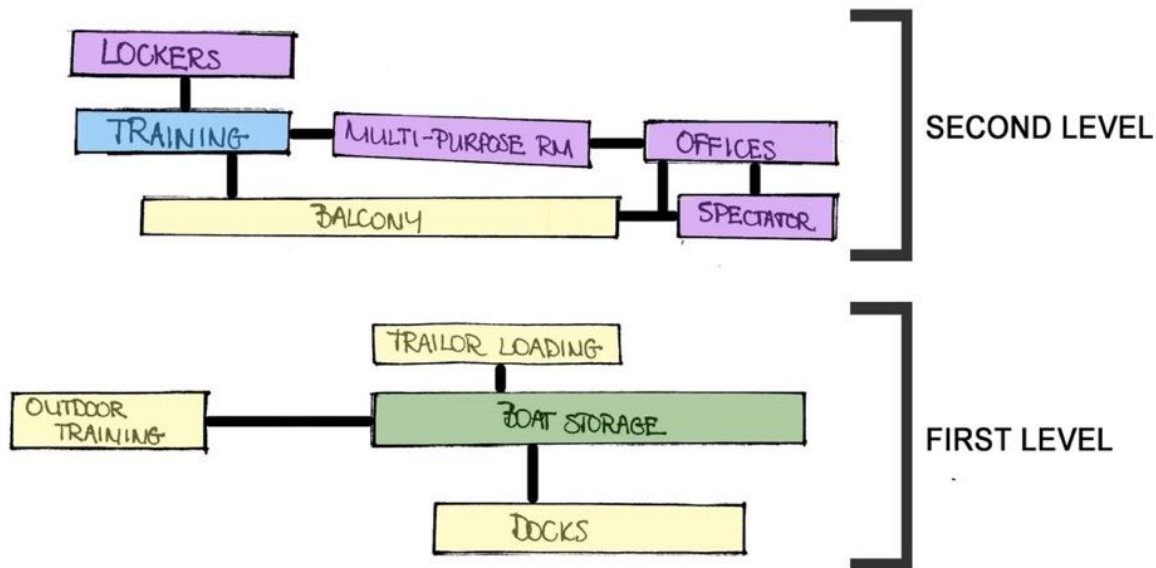 LOCKERS
TRAINING
MULTI-PURPOSE RM
OFFICES
BALCONY
SPECTATOR
SECOND LEVEL
TRAILOR LOADING
OUTDOOR
TRAINING
BOAT STORAGE
DOCKS
FIRST LEVEL